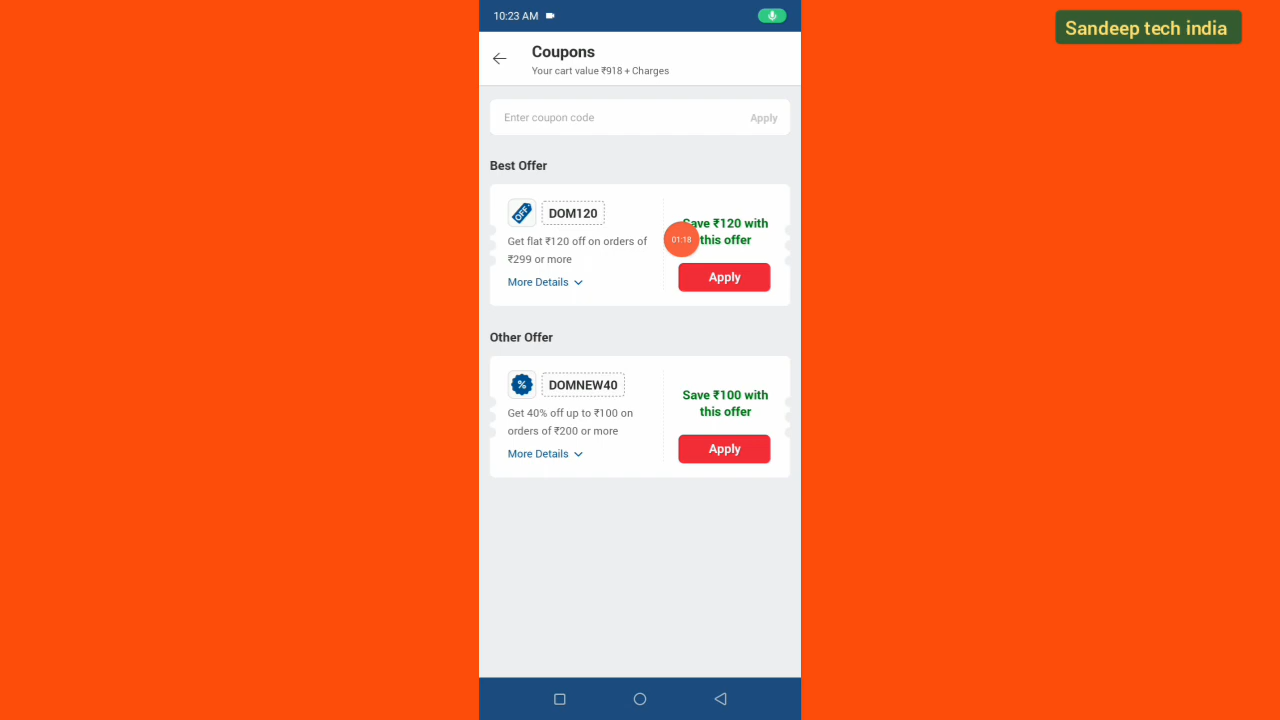 10:23 AM
Sandeep tech india
Coupons
Your cart value ₹918 + Charges
Enter coupon code
Apply
Best Offer
OFF
DOM120
Get flat ₹120 off on orders of
₹299 or more
More Details
Save ₹120 with
this offer
01:18
Apply
Other Offer
%
DOMNEW40
Get 40% off up to ₹100 on
orders of ₹200 or more
More Details
Save ₹100 with
this offer
Apply